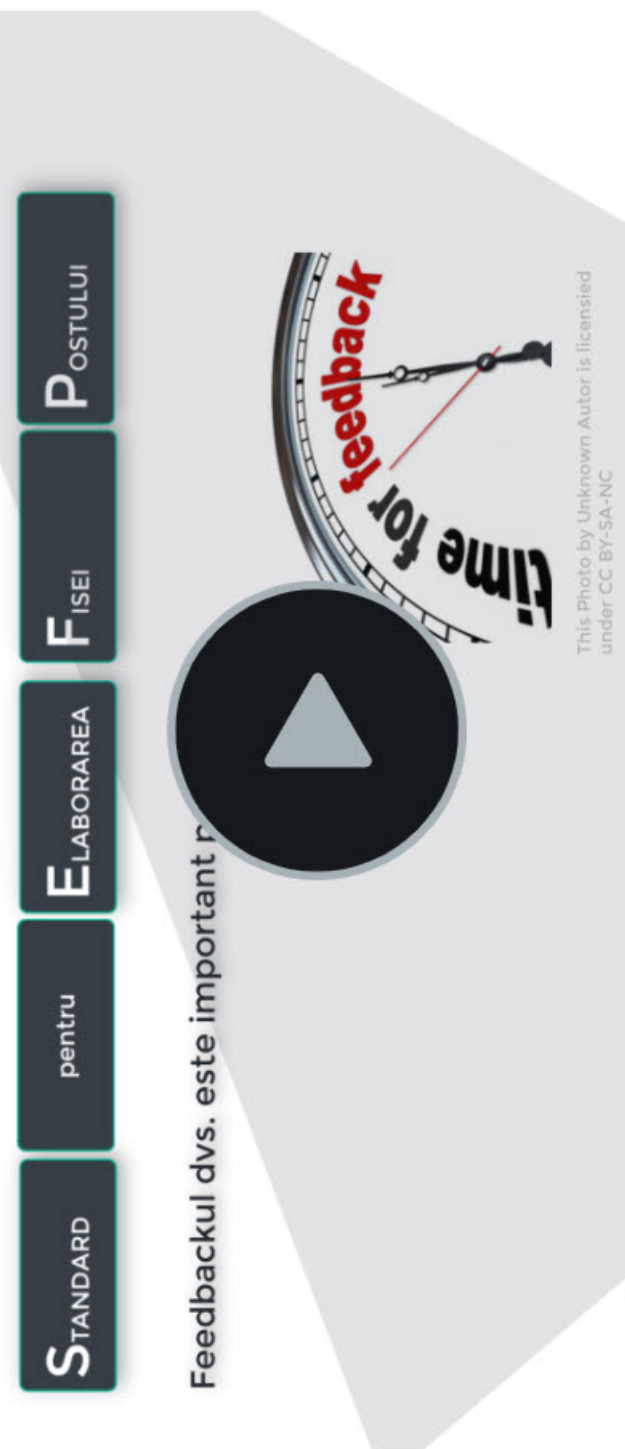 STANDARD pentru ELABORAREA FISEI POSTULUI
Feedbackul dvs. este important
time for feedback
This Photo by Unknown Autor is licensied
under CC BY-SA-NC